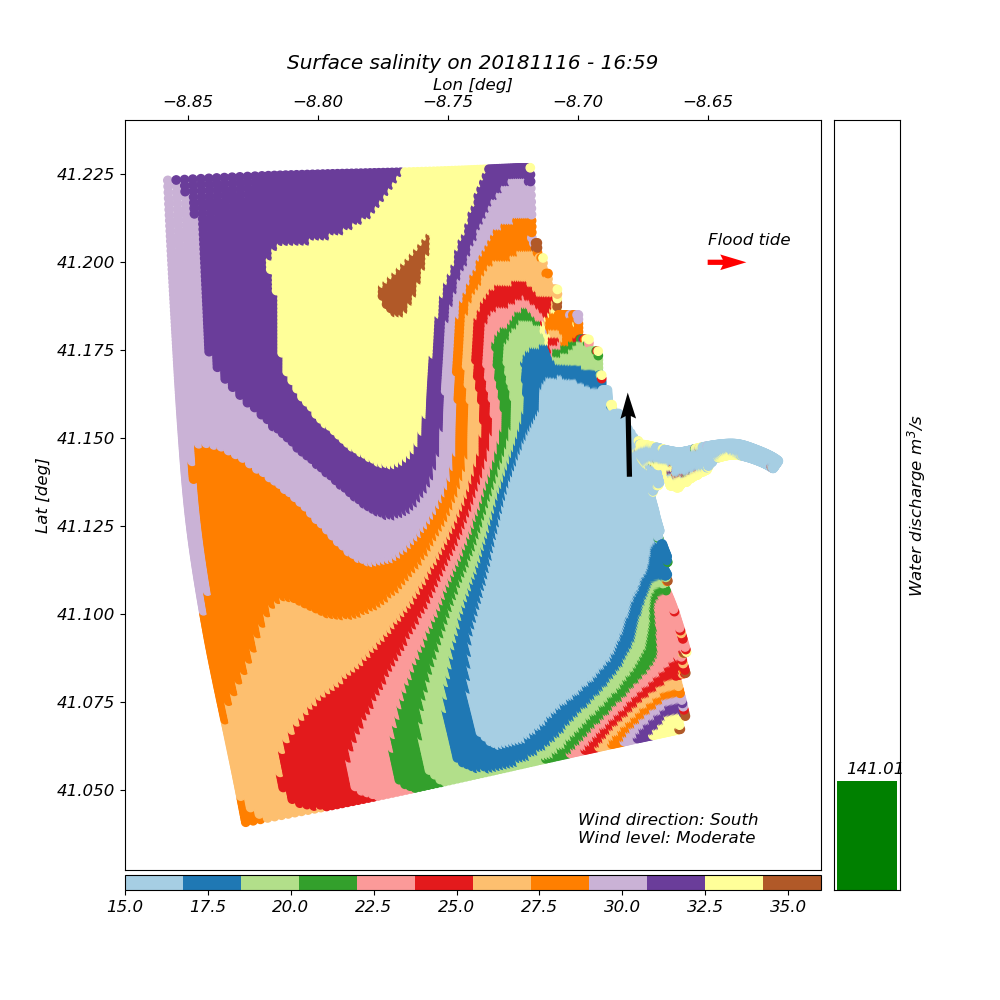 Surface salinity on 20181116 - 16:59
Lon [deg]
−8.85 −8.80 −8.75 −8.70 −8.65
41.225
41.200
41.175
41.150
41.125
41.100
41.075
41.050
Lat [deg]
Flood tide
Wind direction: South
Wind level: Moderate
141.01
Water discharge m³/s
15.0 17.5 20.0 22.5 25.0 27.5 30.0 32.5 35.0